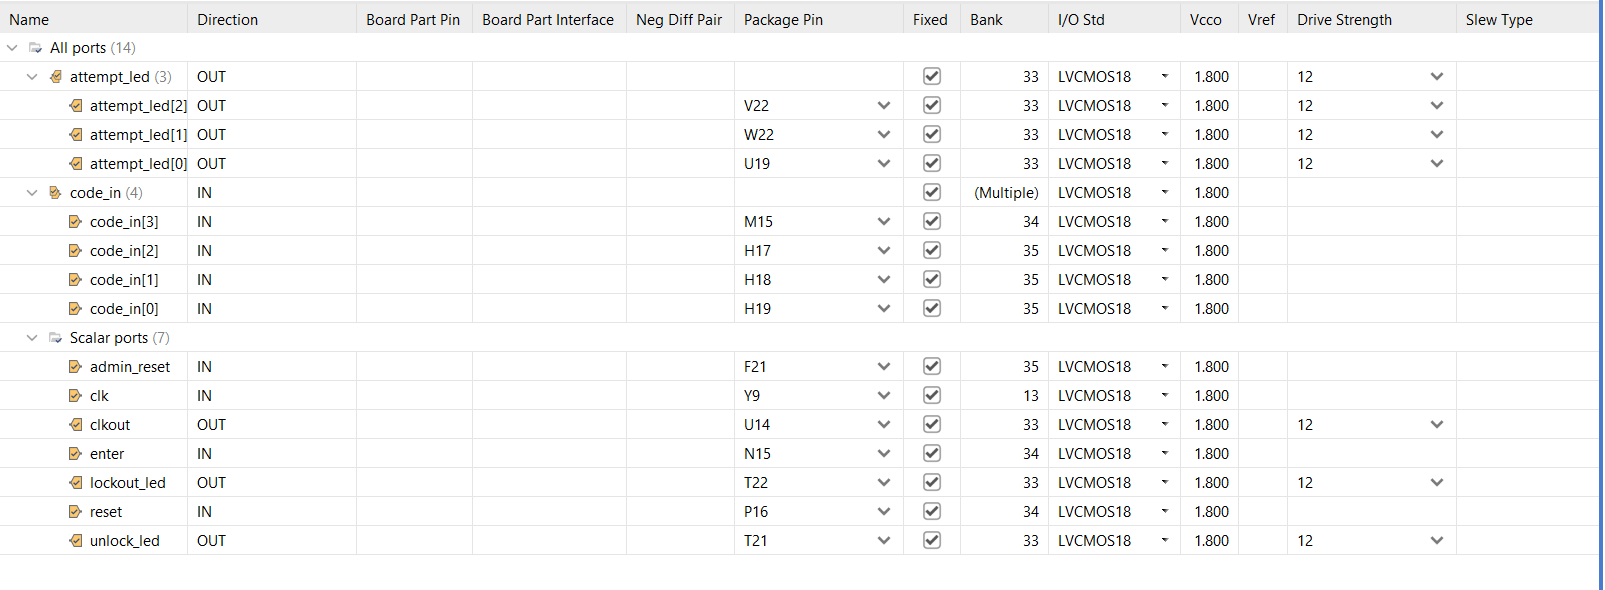 Name Direction Board Part Pin Board Part Interface Neg Diff Pair Package Pin Fixed Bank I/O Std Vcco Vref Drive Strength Slew Type
All ports (14)
attempt_led (3) OUT 33 LVCMOS18 1.800 12
attempt_led[2] OUT V22 33 LVCMOS18 1.800 12
attempt_led[1] OUT W22 33 LVCMOS18 1.800 12
attempt_led[0] OUT U19 33 LVCMOS18 1.800 12
code_in (4) IN (Multiple) LVCMOS18 1.800
code_in[3] IN M15 34 LVCMOS18 1.800
code_in[2] IN H17 35 LVCMOS18 1.800
code_in[1] IN H18 35 LVCMOS18 1.800
code_in[0] IN H19 35 LVCMOS18 1.800
Scalar ports (7)
admin_reset IN F21 35 LVCMOS18 1.800
clk IN Y9 13 LVCMOS18 1.800
clkout OUT U14 33 LVCMOS18 1.800 12
enter IN N15 34 LVCMOS18 1.800
lockout_led OUT T22 33 LVCMOS18 1.800 12
reset IN P16 34 LVCMOS18 1.800
unlock_led OUT T21 33 LVCMOS18 1.800 12